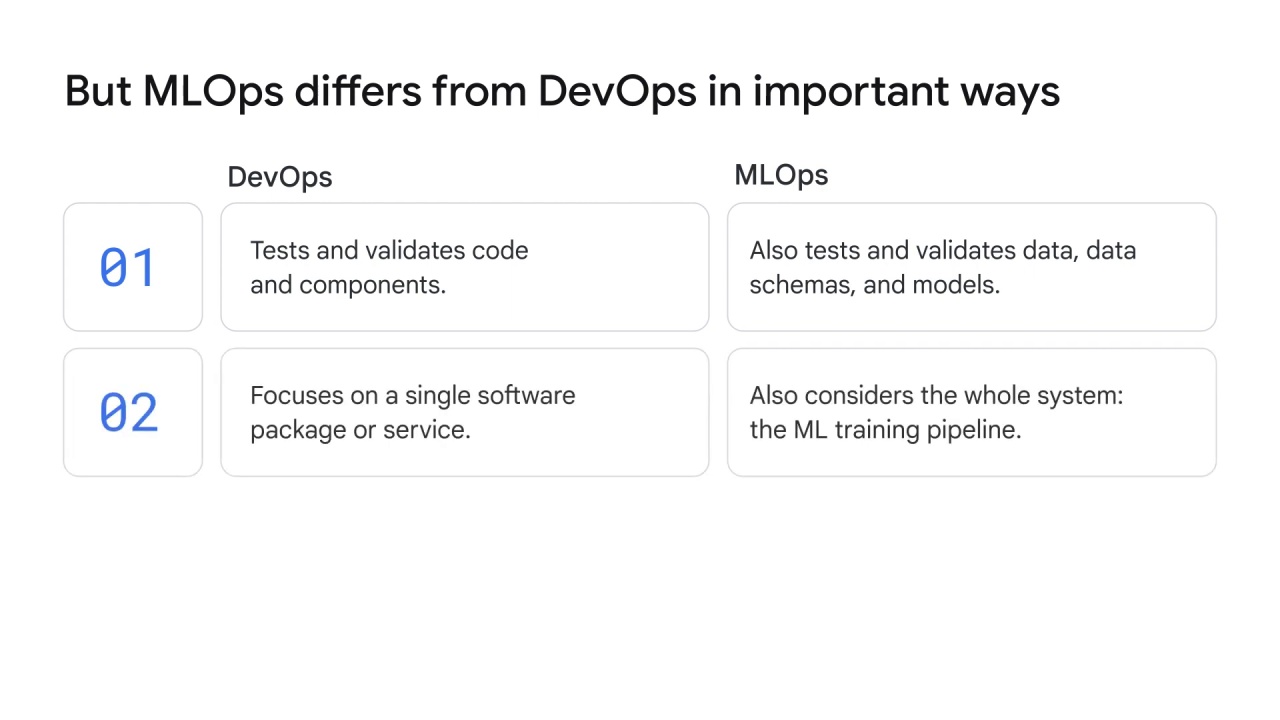 But MLOps differs from DevOps in important ways
DevOps
MLOps
01
Tests and validates code
and components.
Also tests and validates data, data
schemas, and models.
02
Focuses on a single software
package or service.
Also considers the whole system:
the ML training pipeline.